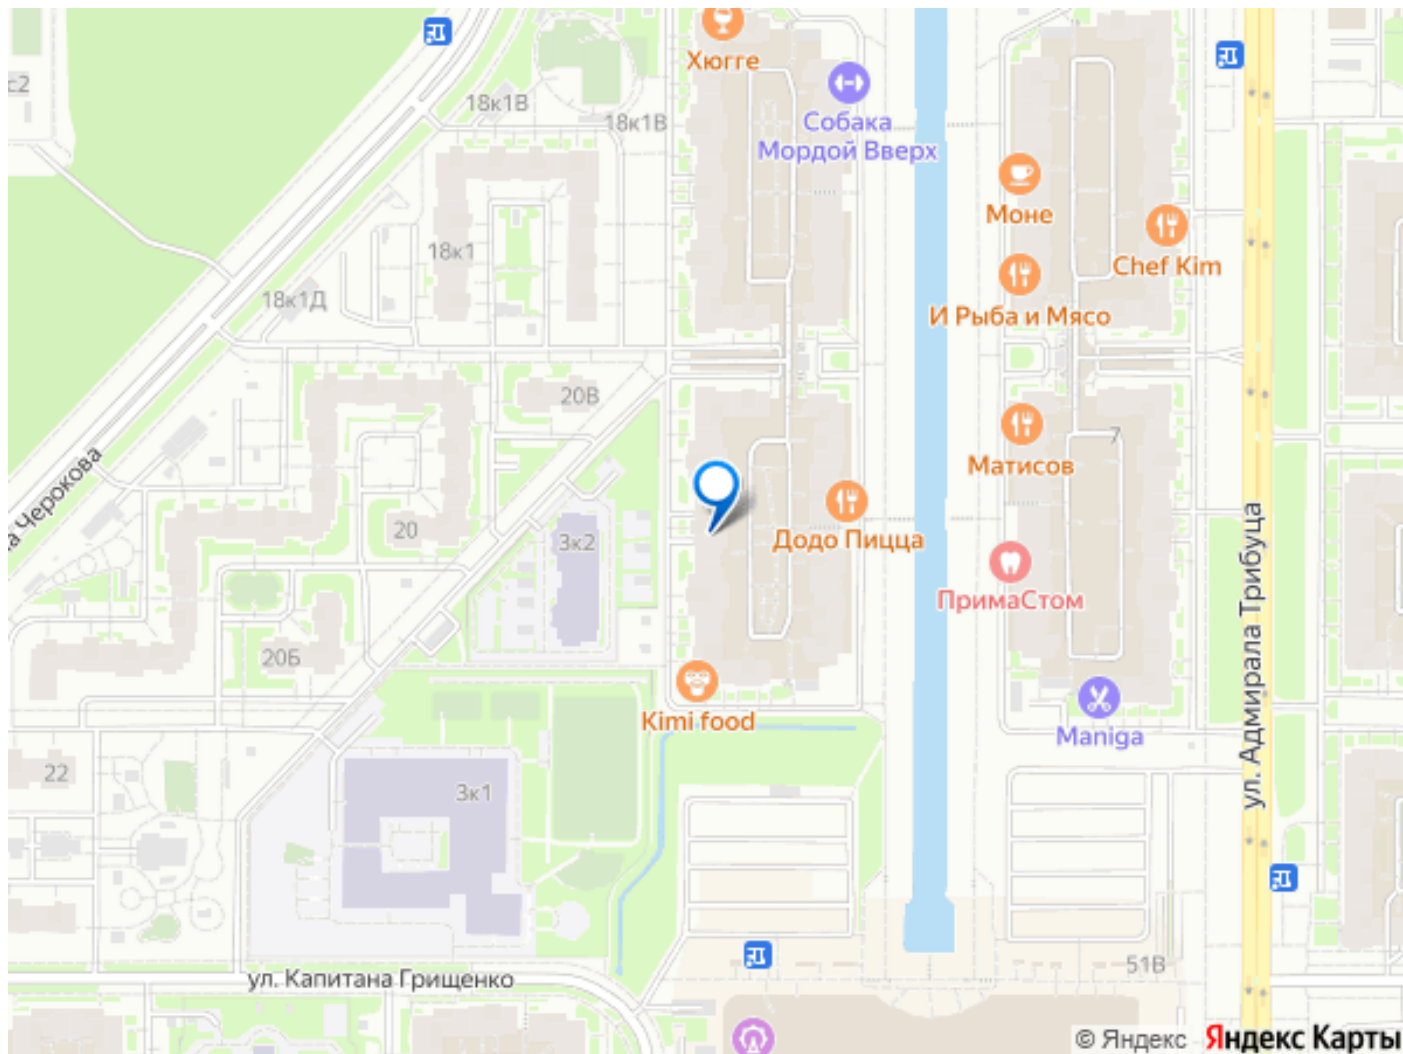 с2
Хюгге
18к1В
18к1В
Собака
Мордой Вверх
Моне
18к1
Chef Kim
18к1Д
И Рыба и Мясо
20В
7
Матисов
на Черокова
20
3к2
Додо Пицца
ПримаСтом
ул. Адмирала Трибуца
20Б
Kimi food
Maniga
22
3к1
51В
ул. Капитана Грищенко
© Яндекс Яндекс Карты